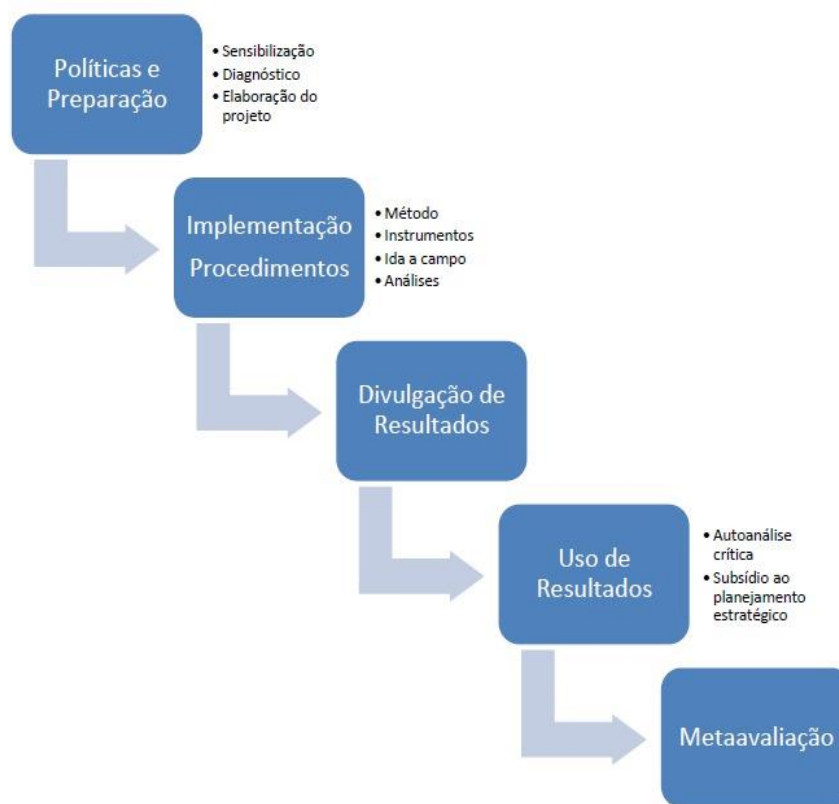 Políticas e
Preparação
• Sensibilização
• Diagnóstico
• Elaboração do
projeto
Implementação
Procedimentos
• Método
• Instrumentos
• Ida a campo
• Análises
Divulgação de
Resultados
Uso de
Resultados
• Autoanálise
crítica
• Subsídio ao
planejamento
estratégico
Metaavaliação